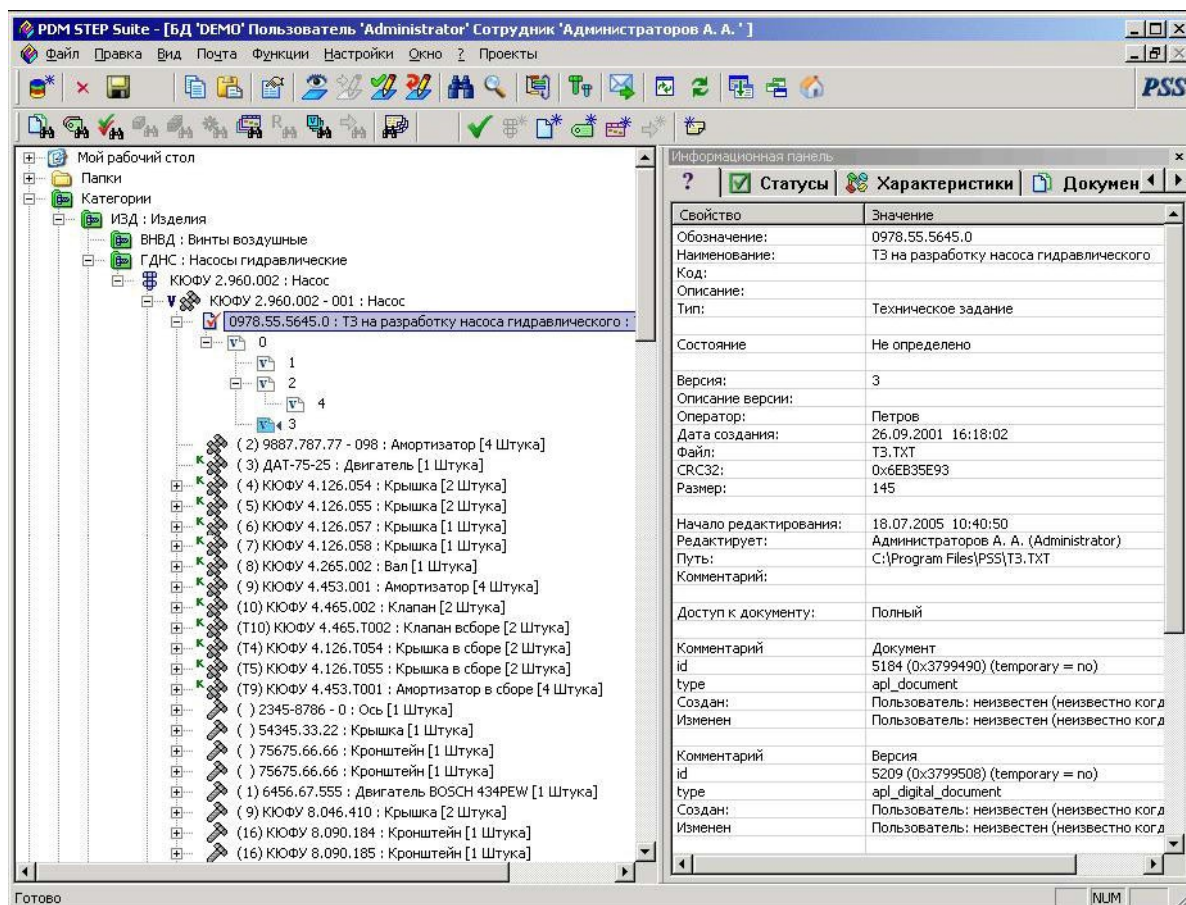 PDM STEP Suite - [БД 'DEMO' Пользователь 'Administrator' Сотрудник 'Администраторов А. А. ' ]
Файл Правка Вид Почта Функции Настройки Окно ? Проекты
PSS
Мой рабочий стол
Папки
Категории
ИЗД : Изделия
ВНВД : Винты воздушные
ГДНС : Насосы гидравлические
КЮФУ 2.960.002 : Насос
КЮФУ 2.960.002 - 001 : Насос
0978.55.5645.0 : ТЗ на разработку насоса гидравлического :
0
1
2
4
3
( 2) 9887.787.77 - 098 : Амортизатор [4 Штука]
( 3) ДАТ-75-25 : Двигатель [1 Штука]
( 4) КЮФУ 4.126.054 : Крышка [2 Штука]
( 5) КЮФУ 4.126.055 : Крышка [2 Штука]
( 6) КЮФУ 4.126.057 : Крышка [1 Штука]
( 7) КЮФУ 4.126.058 : Крышка [1 Штука]
( 8) КЮФУ 4.265.002 : Вал [1 Штука]
( 9) КЮФУ 4.453.001 : Амортизатор [4 Штука]
(10) КЮФУ 4.465.002 : Клапан [2 Штука]
(Т10) КЮФУ 4.465.Т002 : Клапан всборе [2 Штука]
(Т4) КЮФУ 4.126.Т054 : Крышка в сборе [2 Штука]
(Т5) КЮФУ 4.126.Т055 : Крышка в сборе [2 Штука]
(Т9) КЮФУ 4.453.Т001 : Амортизатор в сборе [4 Штука]
( ) 2345-8786 - 0 : Ось [1 Штука]
( ) 54345.33.22 : Крышка [1 Штука]
( ) 75675.66.66 : Кронштейн [1 Штука]
( ) 75675.66.66 : Кронштейн [1 Штука]
( 1) 6456.67.555 : Двигатель BOSCH 434PEW [1 Штука]
( 9) КЮФУ 8.046.410 : Крышка [2 Штука]
(16) КЮФУ 8.090.184 : Кронштейн [1 Штука]
(16) КЮФУ 8.090.185 : Кронштейн [1 Штука]
Информационная панель
? Статусы Характеристики Докумен
Свойство Значение
Обозначение: 0978.55.5645.0
Наименование: ТЗ на разработку насоса гидравлического
Код:
Описание:
Тип: Техническое задание
Состояние Не определено
Версия: 3
Описание версии:
Оператор: Петров
Дата создания: 26.09.2001 16:18:02
Файл: ТЗ.TXT
CRC32: 0x6EB35E93
Размер: 145
Начало редактирования: 18.07.2005 10:40:50
Редактирует: Администраторов А. А. (Administrator)
Путь: C:\Program Files\PSS\ТЗ.TXT
Комментарий:
Доступ к документу: Полный
Комментарий Документ
id 5184 (0x3799490) (temporary = no)
type apl_document
Создан: Пользователь: неизвестен (неизвестно когд
Изменен Пользователь: неизвестен (неизвестно когд
Комментарий Версия
id 5209 (0x3799508) (temporary = no)
type apl_digital_document
Создан: Пользователь: неизвестен (неизвестно когд
Изменен Пользователь: неизвестен (неизвестно когд
Готово NUM